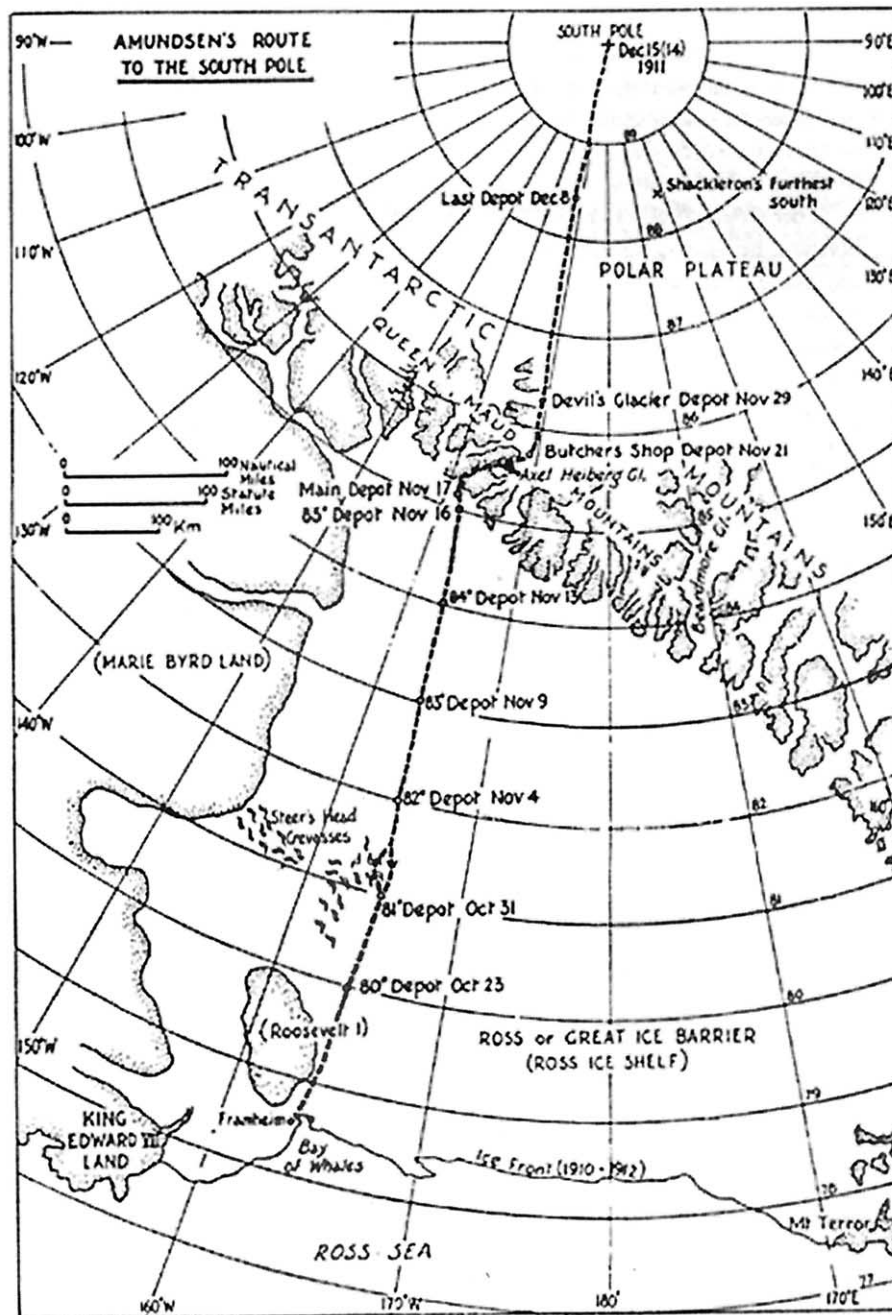 AMUNDSEN'S ROUTE
TO THE SOUTH POLE
SOUTH POLE
Dec 15(14)
1911
90°W
100°W
110°W
120°W
130°W
140°W
150°W
160°W
170°W
180°
170°E
90°E
100°E
110°E
120°E
130°E
140°E
150°E
160°
89
88
87
86
85
84
83
82
81
80
79
78
77
Last Depot Dec 8
Shackleton's Furthest
south
POLAR PLATEAU
TRANSANTARCTIC
MOUNTAINS
QUEEN MAUD
MOUNTAINS
Devil's Glacier Depot Nov 29
Butchers Shop Depot Nov 21
Axel Heiberg Gl.
Beardmore Gl.
0 100 Nautical
Miles
0 100 Statute
Miles
0 100 Km
Main Depot Nov 17
85° Depot Nov 16
84° Depot Nov 13
83° Depot Nov 9
82° Depot Nov 4
(MARIE BYRD LAND)
Steer's Head
Crevasses
81° Depot Oct 31
80° Depot Oct 23
(Roosevelt I)
ROSS or GREAT ICE BARRIER
(ROSS ICE SHELF)
Framheim
KING
EDWARD VII
LAND
Bay
of Whales
Ice Front (1910-1912)
Mt Terror
ROSS SEA